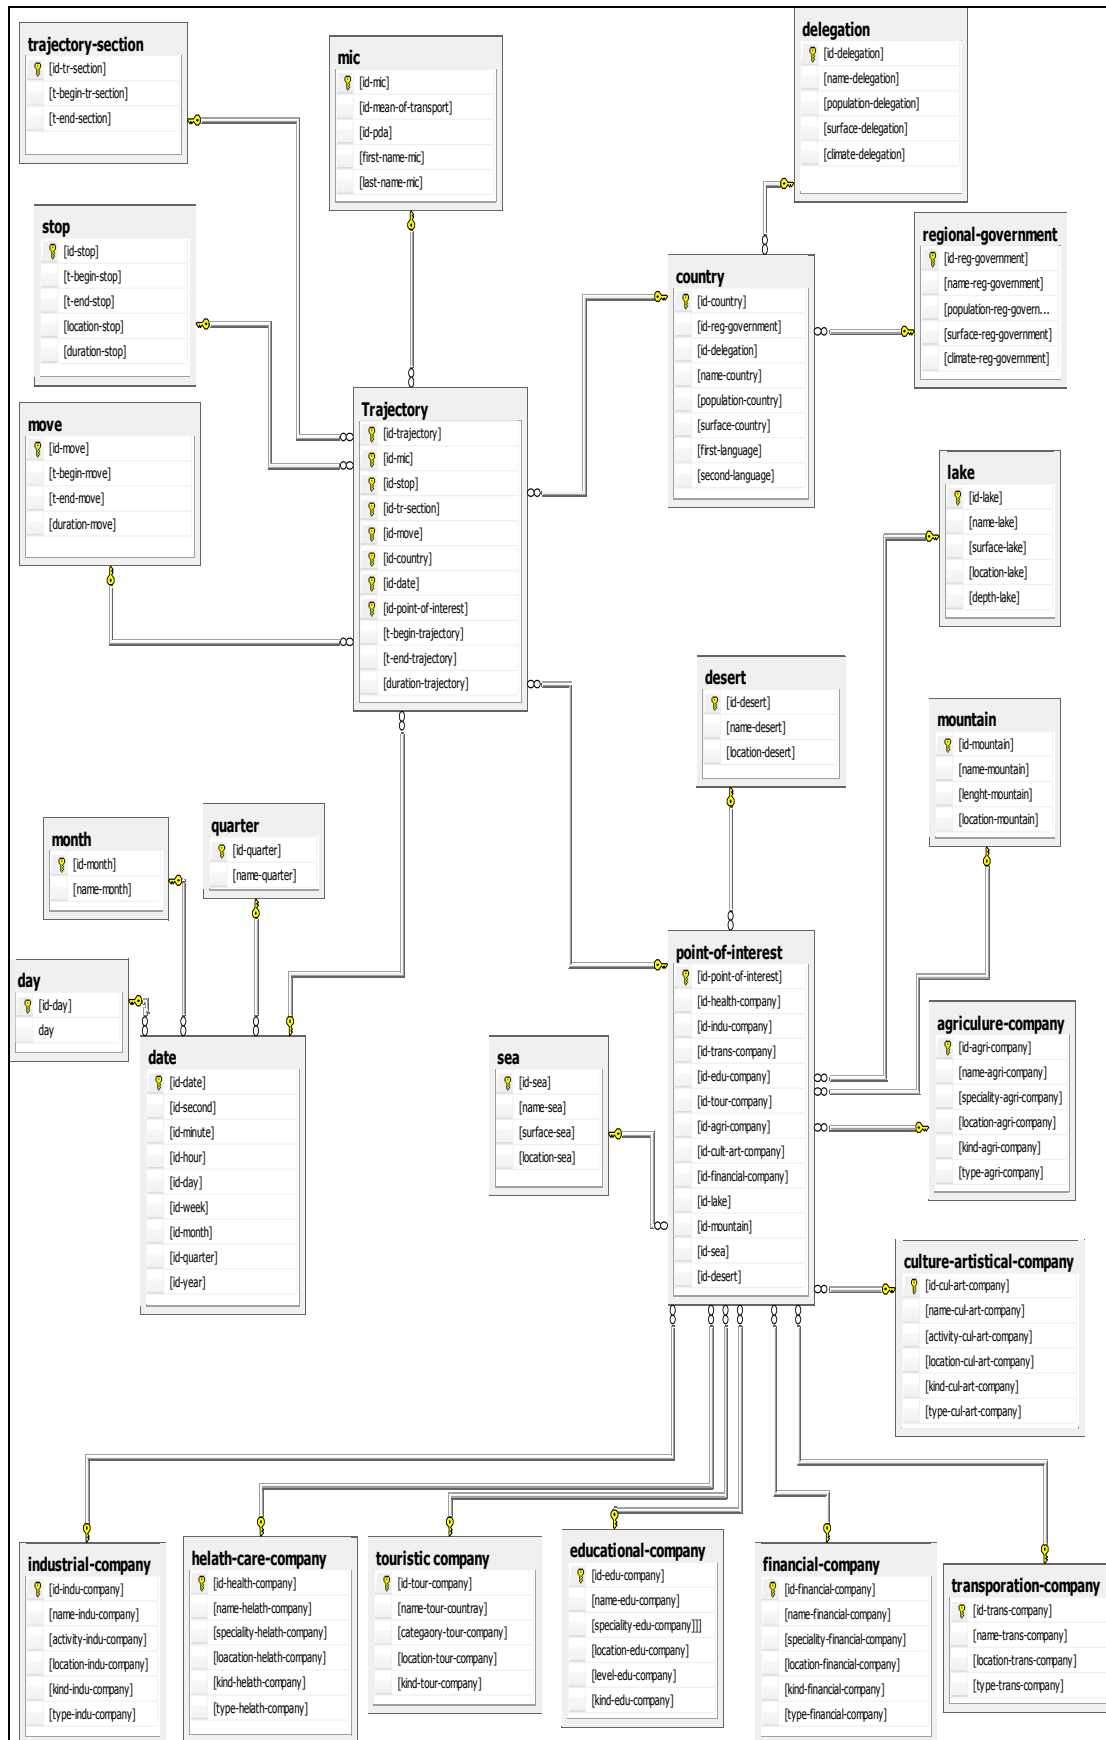 trajectory-section
[id-tr-section]
[t-begin-tr-section]
[t-end-section]
mic
[id-mic]
[id-mean-of-transport]
[id-pda]
[first-name-mic]
[last-name-mic]
delegation
[id-delegation]
[name-delegation]
[population-delegation]
[surface-delegation]
[climate-delegation]
stop
[id-stop]
[t-begin-stop]
[t-end-stop]
[location-stop]
[duration-stop]
regional-government
[id-reg-government]
[name-reg-government]
[population-reg-govern...
[surface-reg-government]
[climate-reg-government]
country
[id-country]
[id-reg-government]
[id-delegation]
[name-country]
[population-country]
[surface-country]
[first-language]
[second-language]
move
[id-move]
[t-begin-move]
[t-end-move]
[duration-move]
Trajectory
[id-trajectory]
[id-mic]
[id-stop]
[id-tr-section]
[id-move]
[id-country]
[id-date]
[id-point-of-interest]
[t-begin-trajectory]
[t-end-trajectory]
[duration-trajectory]
lake
[id-lake]
[name-lake]
[surface-lake]
[location-lake]
[depth-lake]
desert
[id-desert]
[name-desert]
[location-desert]
mountain
[id-mountain]
[name-mountain]
[lenght-mountain]
[location-mountain]
month
[id-month]
[name-month]
quarter
[id-quarter]
[name-quarter]
day
[id-day]
day
date
[id-date]
[id-second]
[id-minute]
[id-hour]
[id-day]
[id-week]
[id-month]
[id-quarter]
[id-year]
sea
[id-sea]
[name-sea]
[surface-sea]
[location-sea]
point-of-interest
[id-point-of-interest]
[id-health-company]
[id-indu-company]
[id-trans-company]
[id-edu-company]
[id-tour-company]
[id-agri-company]
[id-cult-art-company]
[id-financial-company]
[id-lake]
[id-mountain]
[id-sea]
[id-desert]
agriculure-company
[id-agri-company]
[name-agri-company]
[speciality-agri-company]
[location-agri-company]
[kind-agri-company]
[type-agri-company]
culture-artistical-company
[id-cul-art-company]
[name-cul-art-company]
[activity-cul-art-company]
[location-cul-art-company]
[kind-cul-art-company]
[type-cul-art-company]
industrial-company
[id-indu-company]
[name-indu-company]
[activity-indu-company]
[location-indu-company]
[kind-indu-company]
[type-indu-company]
helath-care-company
[id-health-company]
[name-helath-company]
[speciality-helath-company]
[loacation-helath-company]
[kind-helath-company]
[type-helath-company]
touristic company
[id-tour-company]
[name-tour-countray]
[categaory-tour-company]
[location-tour-company]
[kind-tour-company]
educational-company
[id-edu-company]
[name-edu-company]
[speciality-edu-company]]]
[location-edu-company]
[level-edu-company]
[kind-edu-company]
financial-company
[id-financial-company]
[name-financial-company]
[speciality-financial-company]
[location-financial-company]
[kind-financial-company]
[type-financial-company]
transporation-company
[id-trans-company]
[name-trans-company]
[location-trans-company]
[type-trans-company]